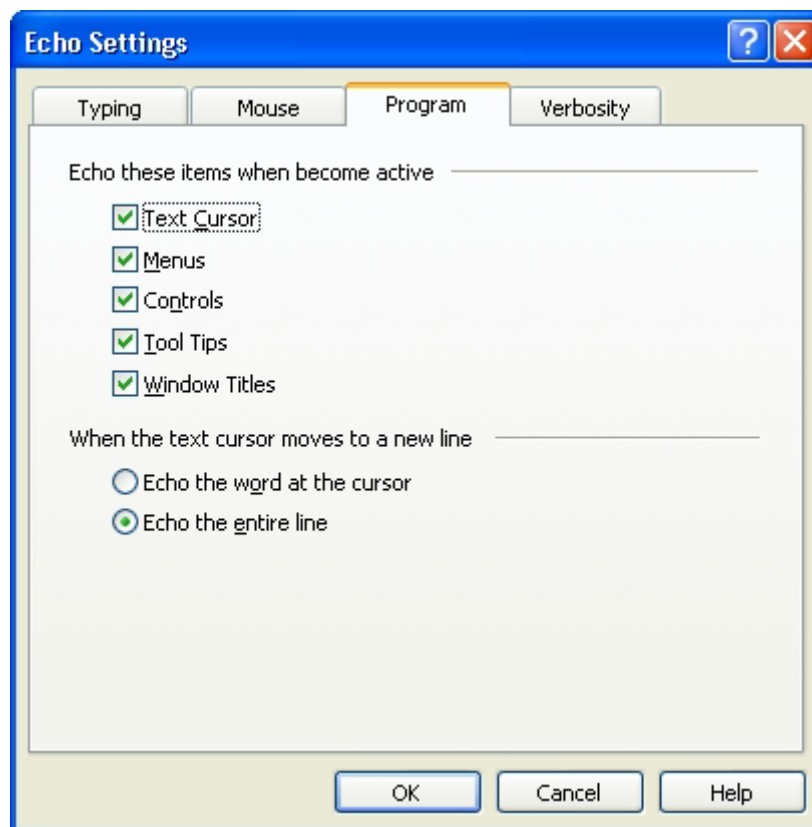 Echo Settings
Typing Mouse Program Verbosity
Echo these items when become active
Text Cursor
Menus
Controls
Tool Tips
Window Titles
When the text cursor moves to a new line
Echo the word at the cursor
Echo the entire line
OK Cancel Help